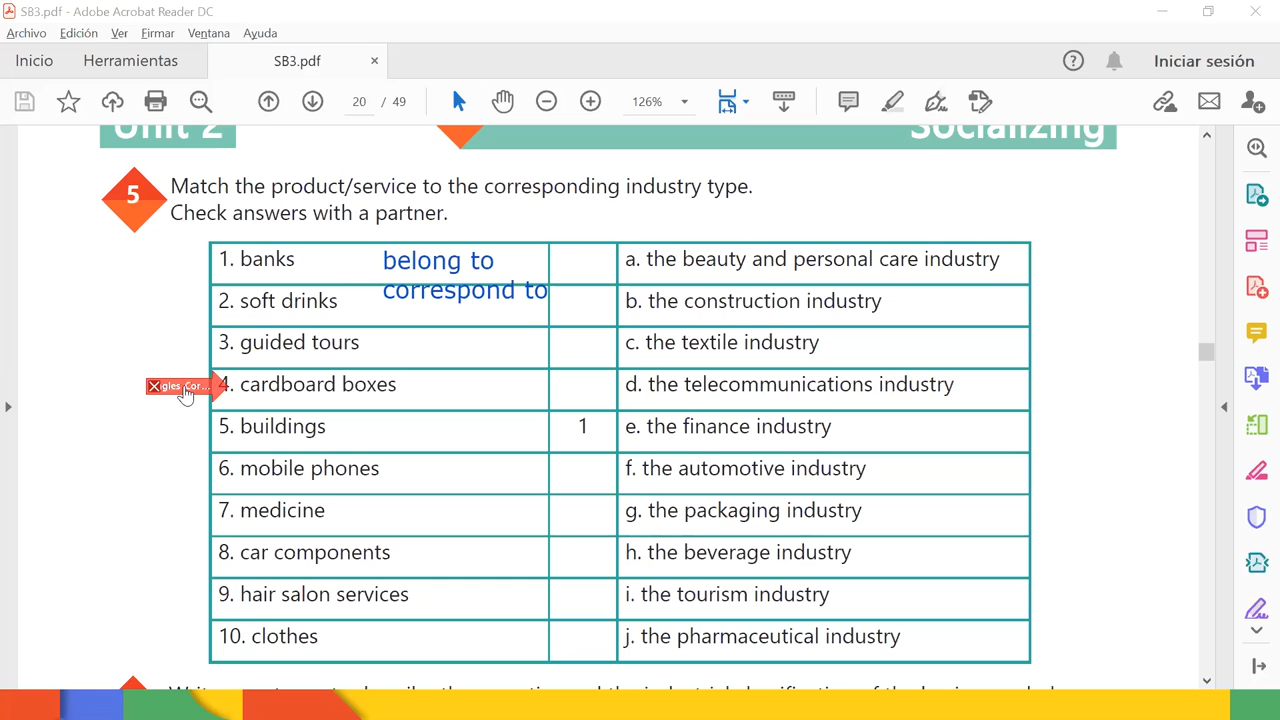 SB3.pdf - Adobe Acrobat Reader DC
Archivo Edición Ver Firmar Ventana Ayuda
Inicio Herramientas SB3.pdf × Iniciar sesión
20 / 49 126%
Unit 2 Socializing
5 Match the product/service to the corresponding industry type.
Check answers with a partner.
1. banks belong to a. the beauty and personal care industry
correspond to
2. soft drinks b. the construction industry
3. guided tours c. the textile industry
4. cardboard boxes d. the telecommunications industry
5. buildings 1 e. the finance industry
6. mobile phones f. the automotive industry
7. medicine g. the packaging industry
8. car components h. the beverage industry
9. hair salon services i. the tourism industry
10. clothes j. the pharmaceutical industry